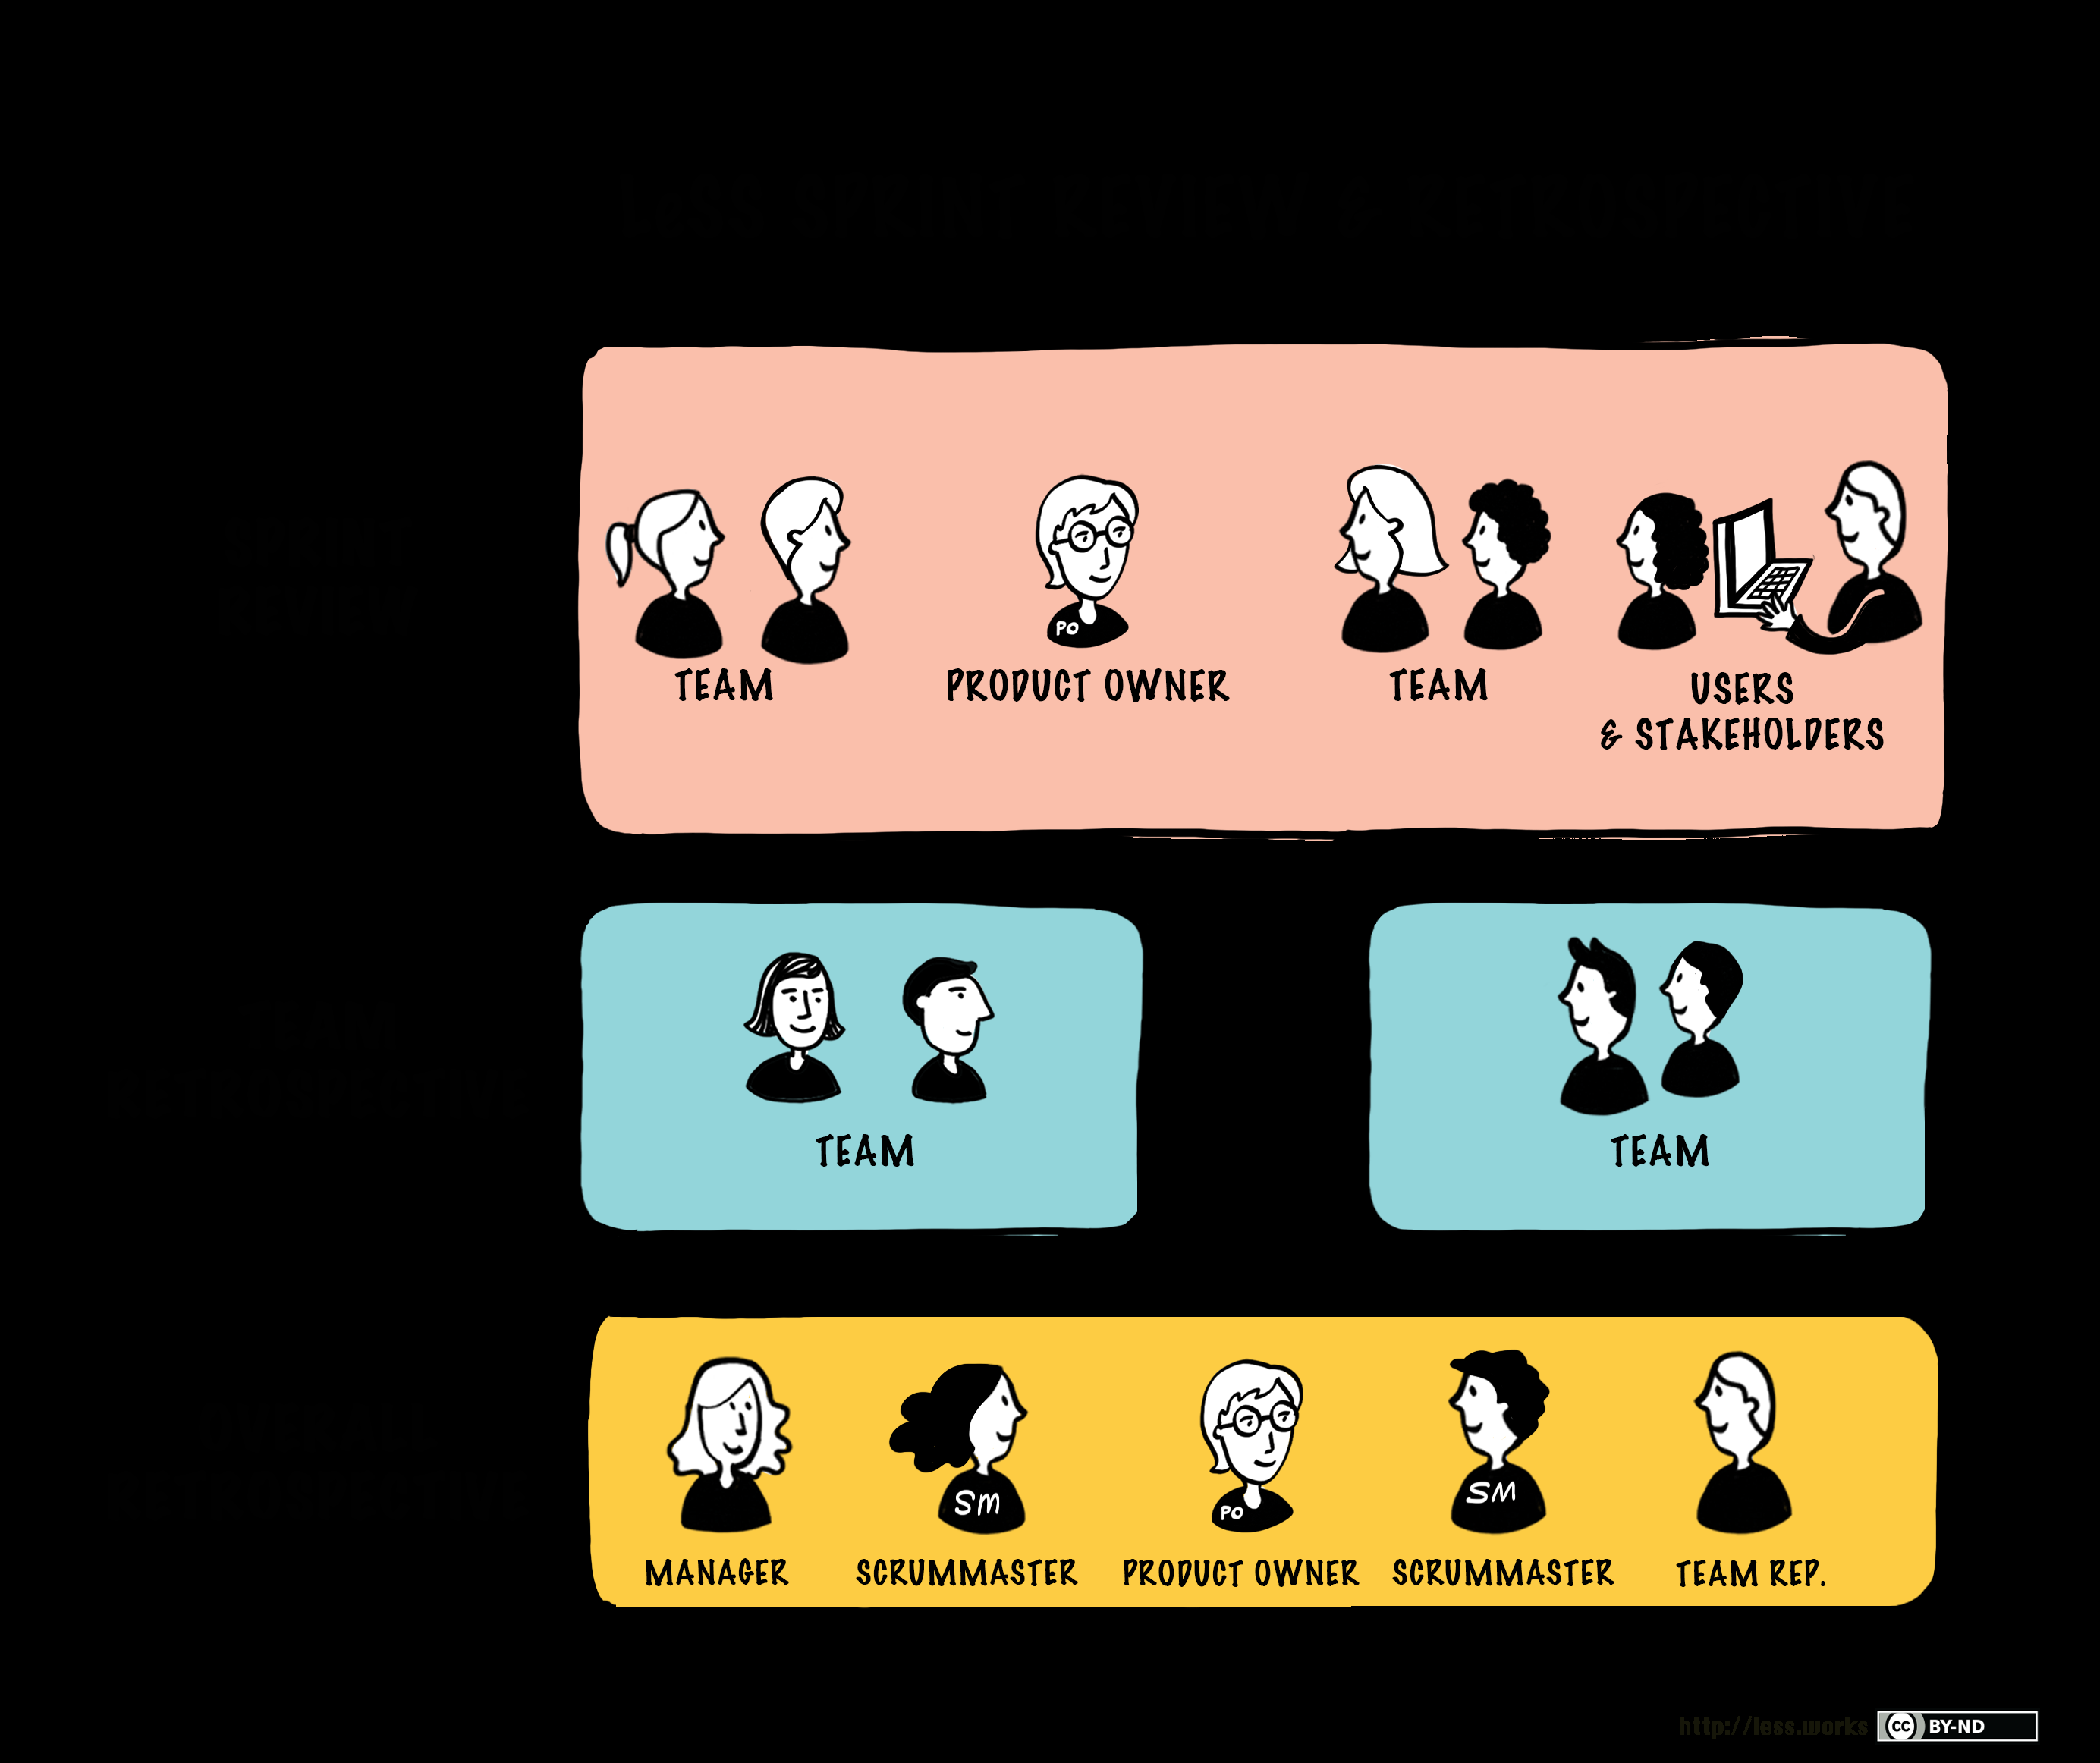 TEAM
PRODUCT OWNER
TEAM
USERS
& STAKEHOLDERS
PO
TEAM
TEAM
SM
PO
SM
MANAGER
SCRUMMASTER
PRODUCT OWNER
SCRUMMASTER
TEAM REP.
http://less.works
cc
BY-ND